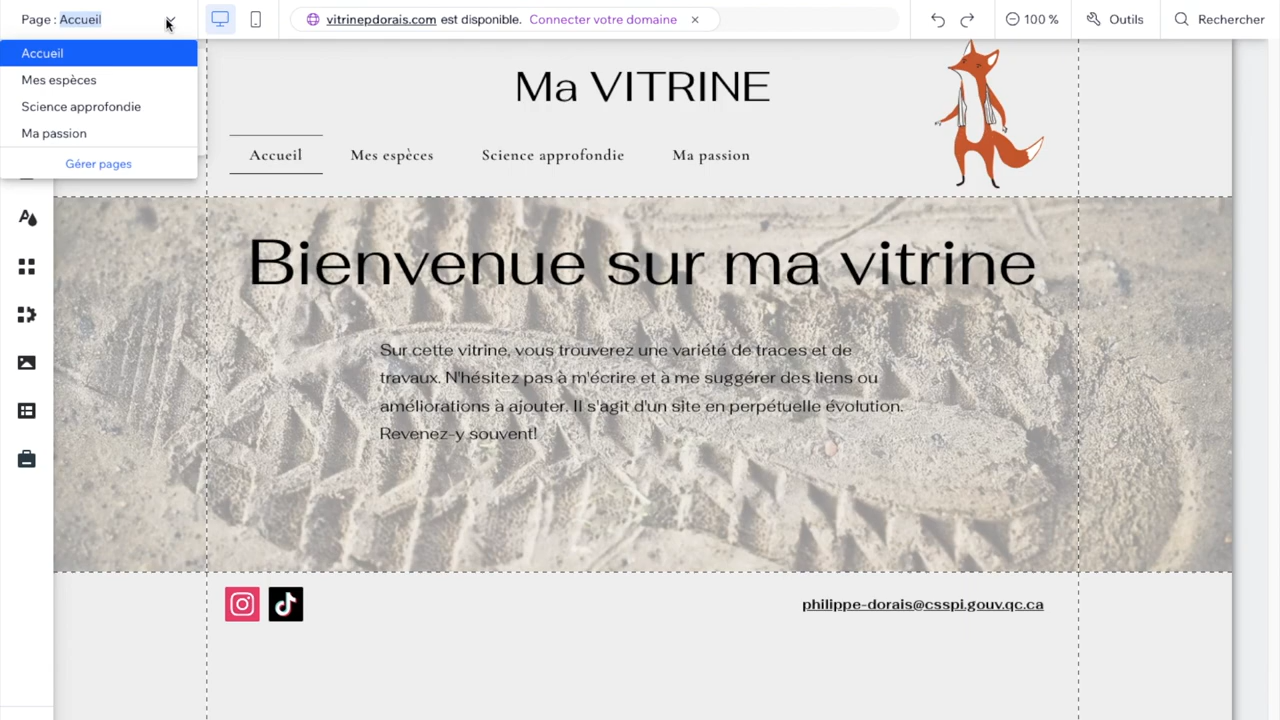 Page : Accueil
vitrinepdorais.com est disponible. Connecter votre domaine
100 %
Outils
Rechercher
Accueil
Mes espèces
Science approfondie
Ma passion
Gérer pages
Ma VITRINE
Accueil
Mes espèces
Science approfondie
Ma passion
Bienvenue sur ma vitrine
Sur cette vitrine, vous trouverez une variété de traces et de
travaux. N'hésitez pas à m'écrire et à me suggérer des liens ou
améliorations à ajouter. Il s'agit d'un site en perpétuelle évolution.
Revenez-y souvent!
philippe-dorais@csspi.gouv.qc.ca